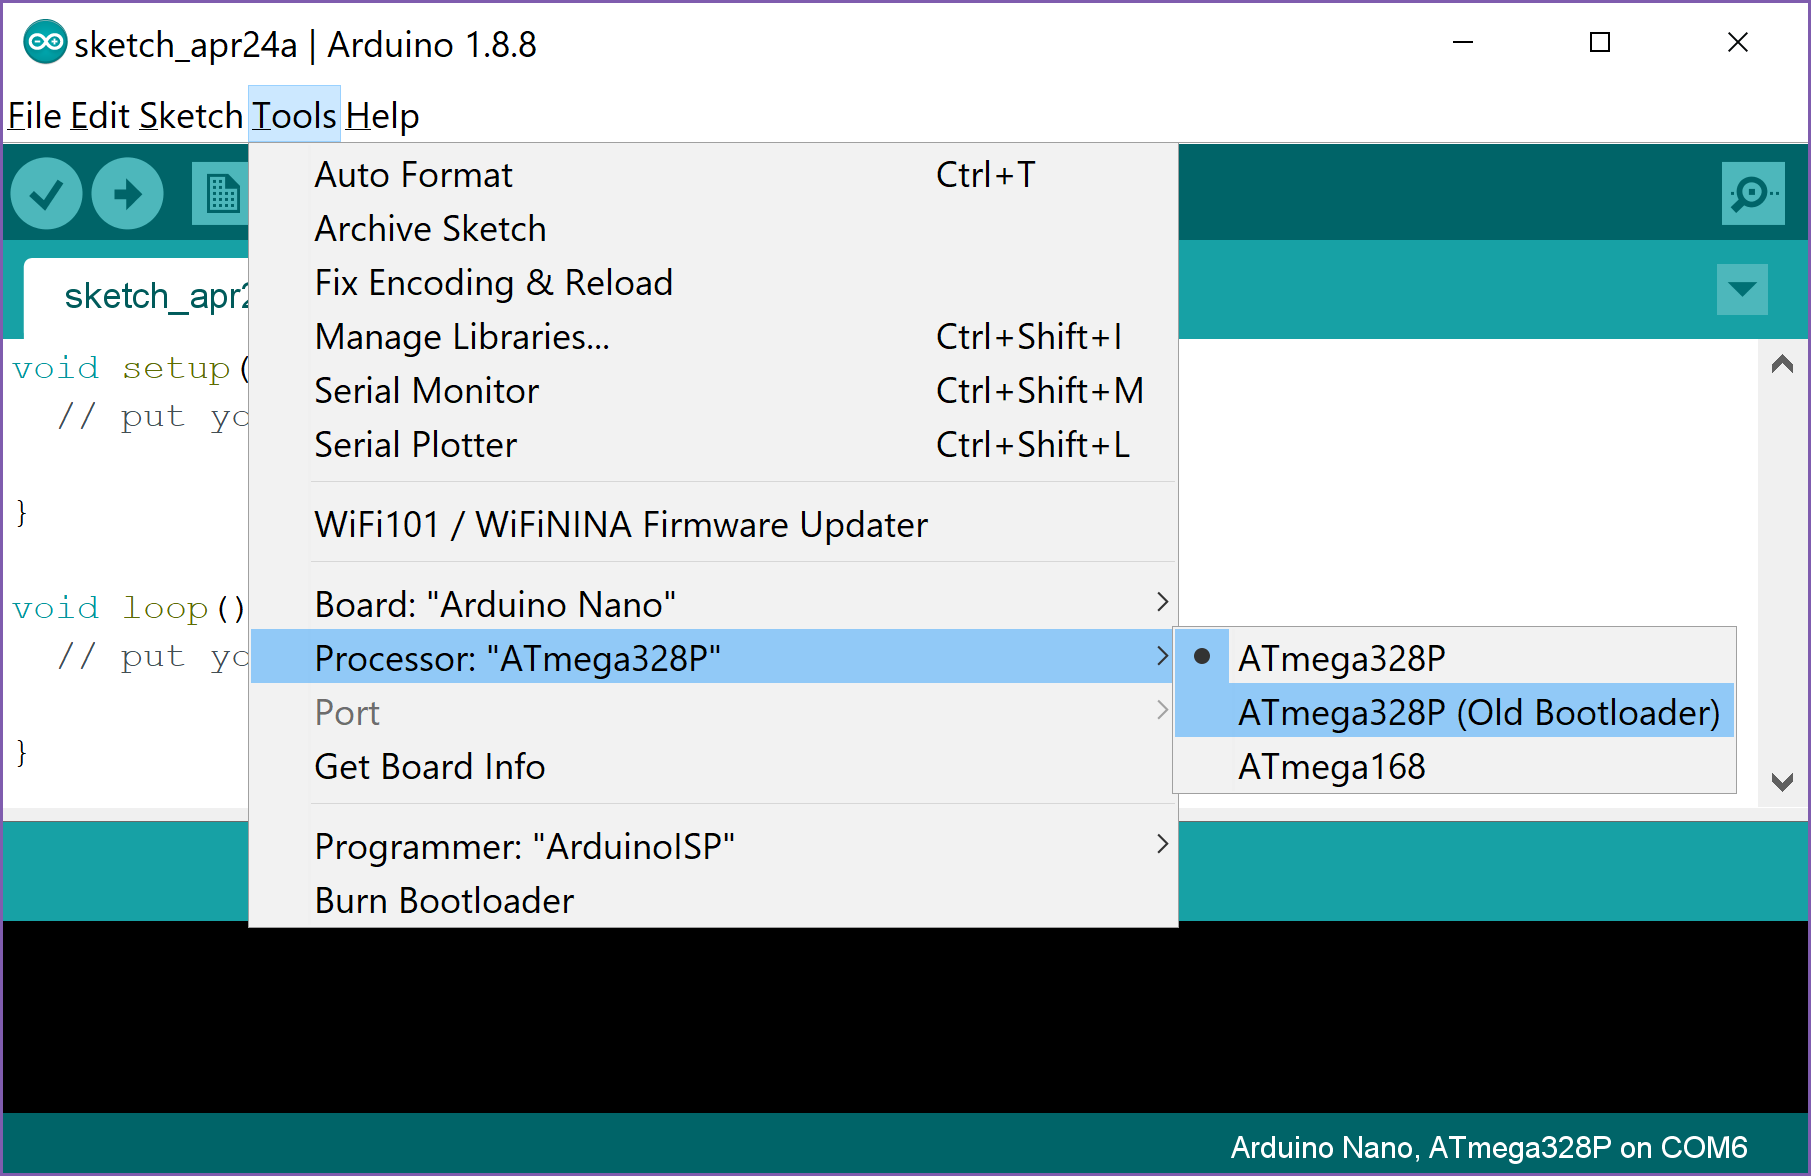 sketch_apr24a | Arduino 1.8.8
File Edit Sketch Tools Help
Auto Format Ctrl+T
Archive Sketch
Fix Encoding & Reload
Manage Libraries... Ctrl+Shift+I
Serial Monitor Ctrl+Shift+M
Serial Plotter Ctrl+Shift+L
WiFi101 / WiFiNINA Firmware Updater
Board: "Arduino Nano"
Processor: "ATmega328P"
Port
Get Board Info
Programmer: "ArduinoISP"
Burn Bootloader
ATmega328P
ATmega328P (Old Bootloader)
ATmega168
sketch_apr2
void setup(
// put yo
}
void loop()
// put yo
}
Arduino Nano, ATmega328P on COM6